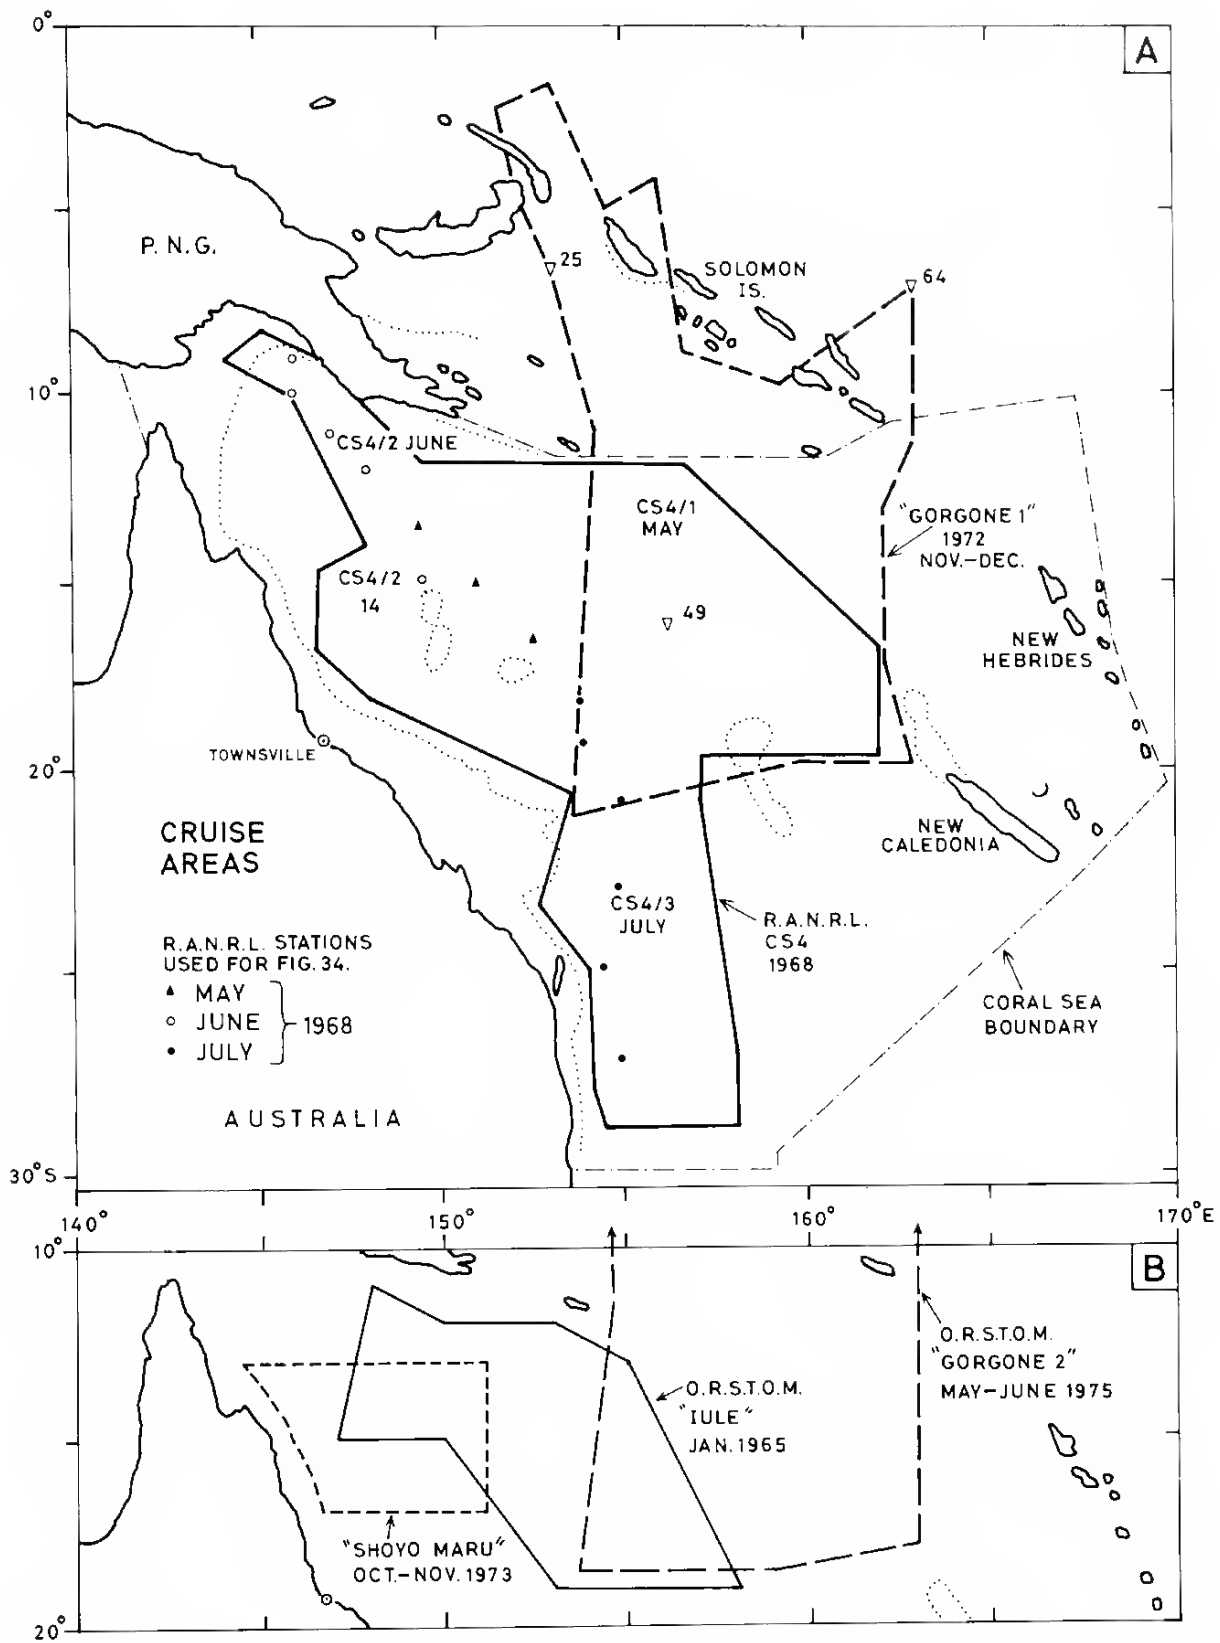 0°
A
P.N.G.
25
SOLOMON
IS.
64
10°
CS4/2 JUNE
CS4/1
MAY
"GORGONE 1"
1972
NOV.-DEC.
CS4/2
14
49
NEW
HEBRIDES
TOWNSVILLE
20°
CRUISE
AREAS
NEW
CALEDONIA
CS4/3
JULY
R.A.N.R.L.
CS4
1968
R.A.N.R.L. STATIONS
USED FOR FIG. 34.
▲ MAY
○ JUNE
● JULY
1968
CORAL SEA
BOUNDARY
AUSTRALIA
30°S
140°
150°
160°
170°E
10°
B
O.R.S.T.O.M.
"GORGONE 2"
MAY-JUNE 1975
O.R.S.T.O.M.
"IULE"
JAN. 1965
"SHOYO MARU"
OCT.-NOV. 1973
20°